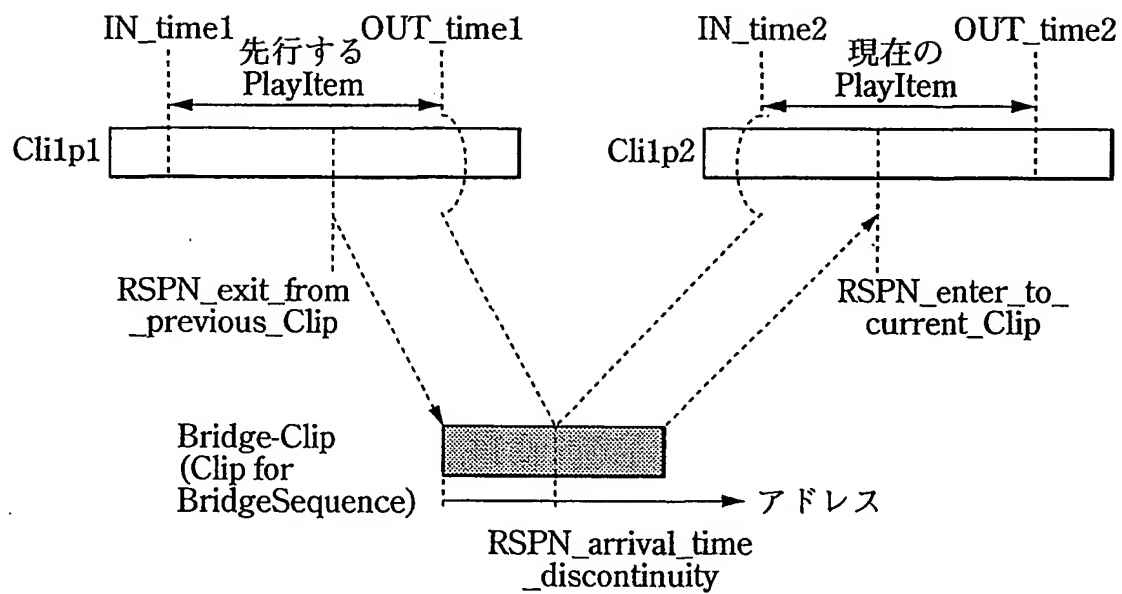 IN_time1
OUT_time1
IN_time2
OUT_time2
先行する
PlayItem
現在の
PlayItem
Cli1p1
Cli1p2
RSPN_exit_from
_previous_Clip
RSPN_enter_to_
current_Clip
Bridge-Clip
(Clip for
BridgeSequence)
アドレス
RSPN_arrival_time
_discontinuity